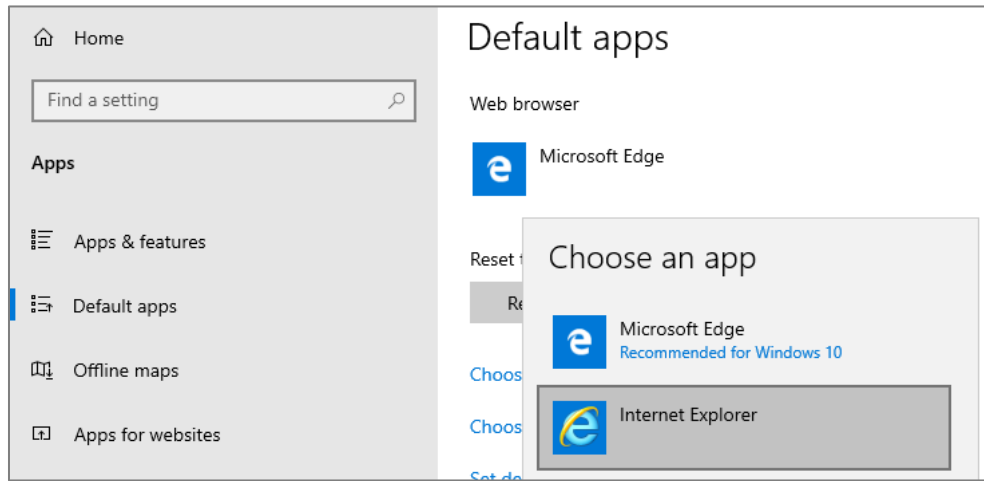 Home
Find a setting
Apps
Apps & features
Default apps
Offline maps
Apps for websites
Default apps
Web browser
Microsoft Edge
Reset
Choose an app
Microsoft Edge
Recommended for Windows 10
Internet Explorer